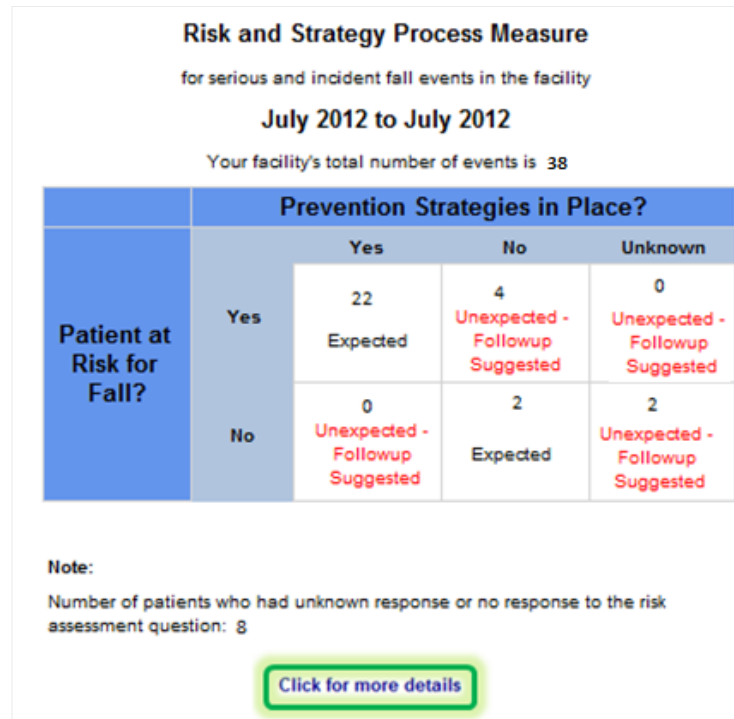 Risk and Strategy Process Measure
for serious and incident fall events in the facility
July 2012 to July 2012
Your facility's total number of events is 38
Prevention Strategies in Place?
Yes No Unknown
Patient at
Risk for
Fall?
Yes
22
Expected
4
Unexpected -
Followup
Suggested
0
Unexpected -
Followup
Suggested
No
0
Unexpected -
Followup
Suggested
2
Expected
2
Unexpected -
Followup
Suggested
Note:
Number of patients who had unknown response or no response to the risk
assessment question: 8
Click for more details